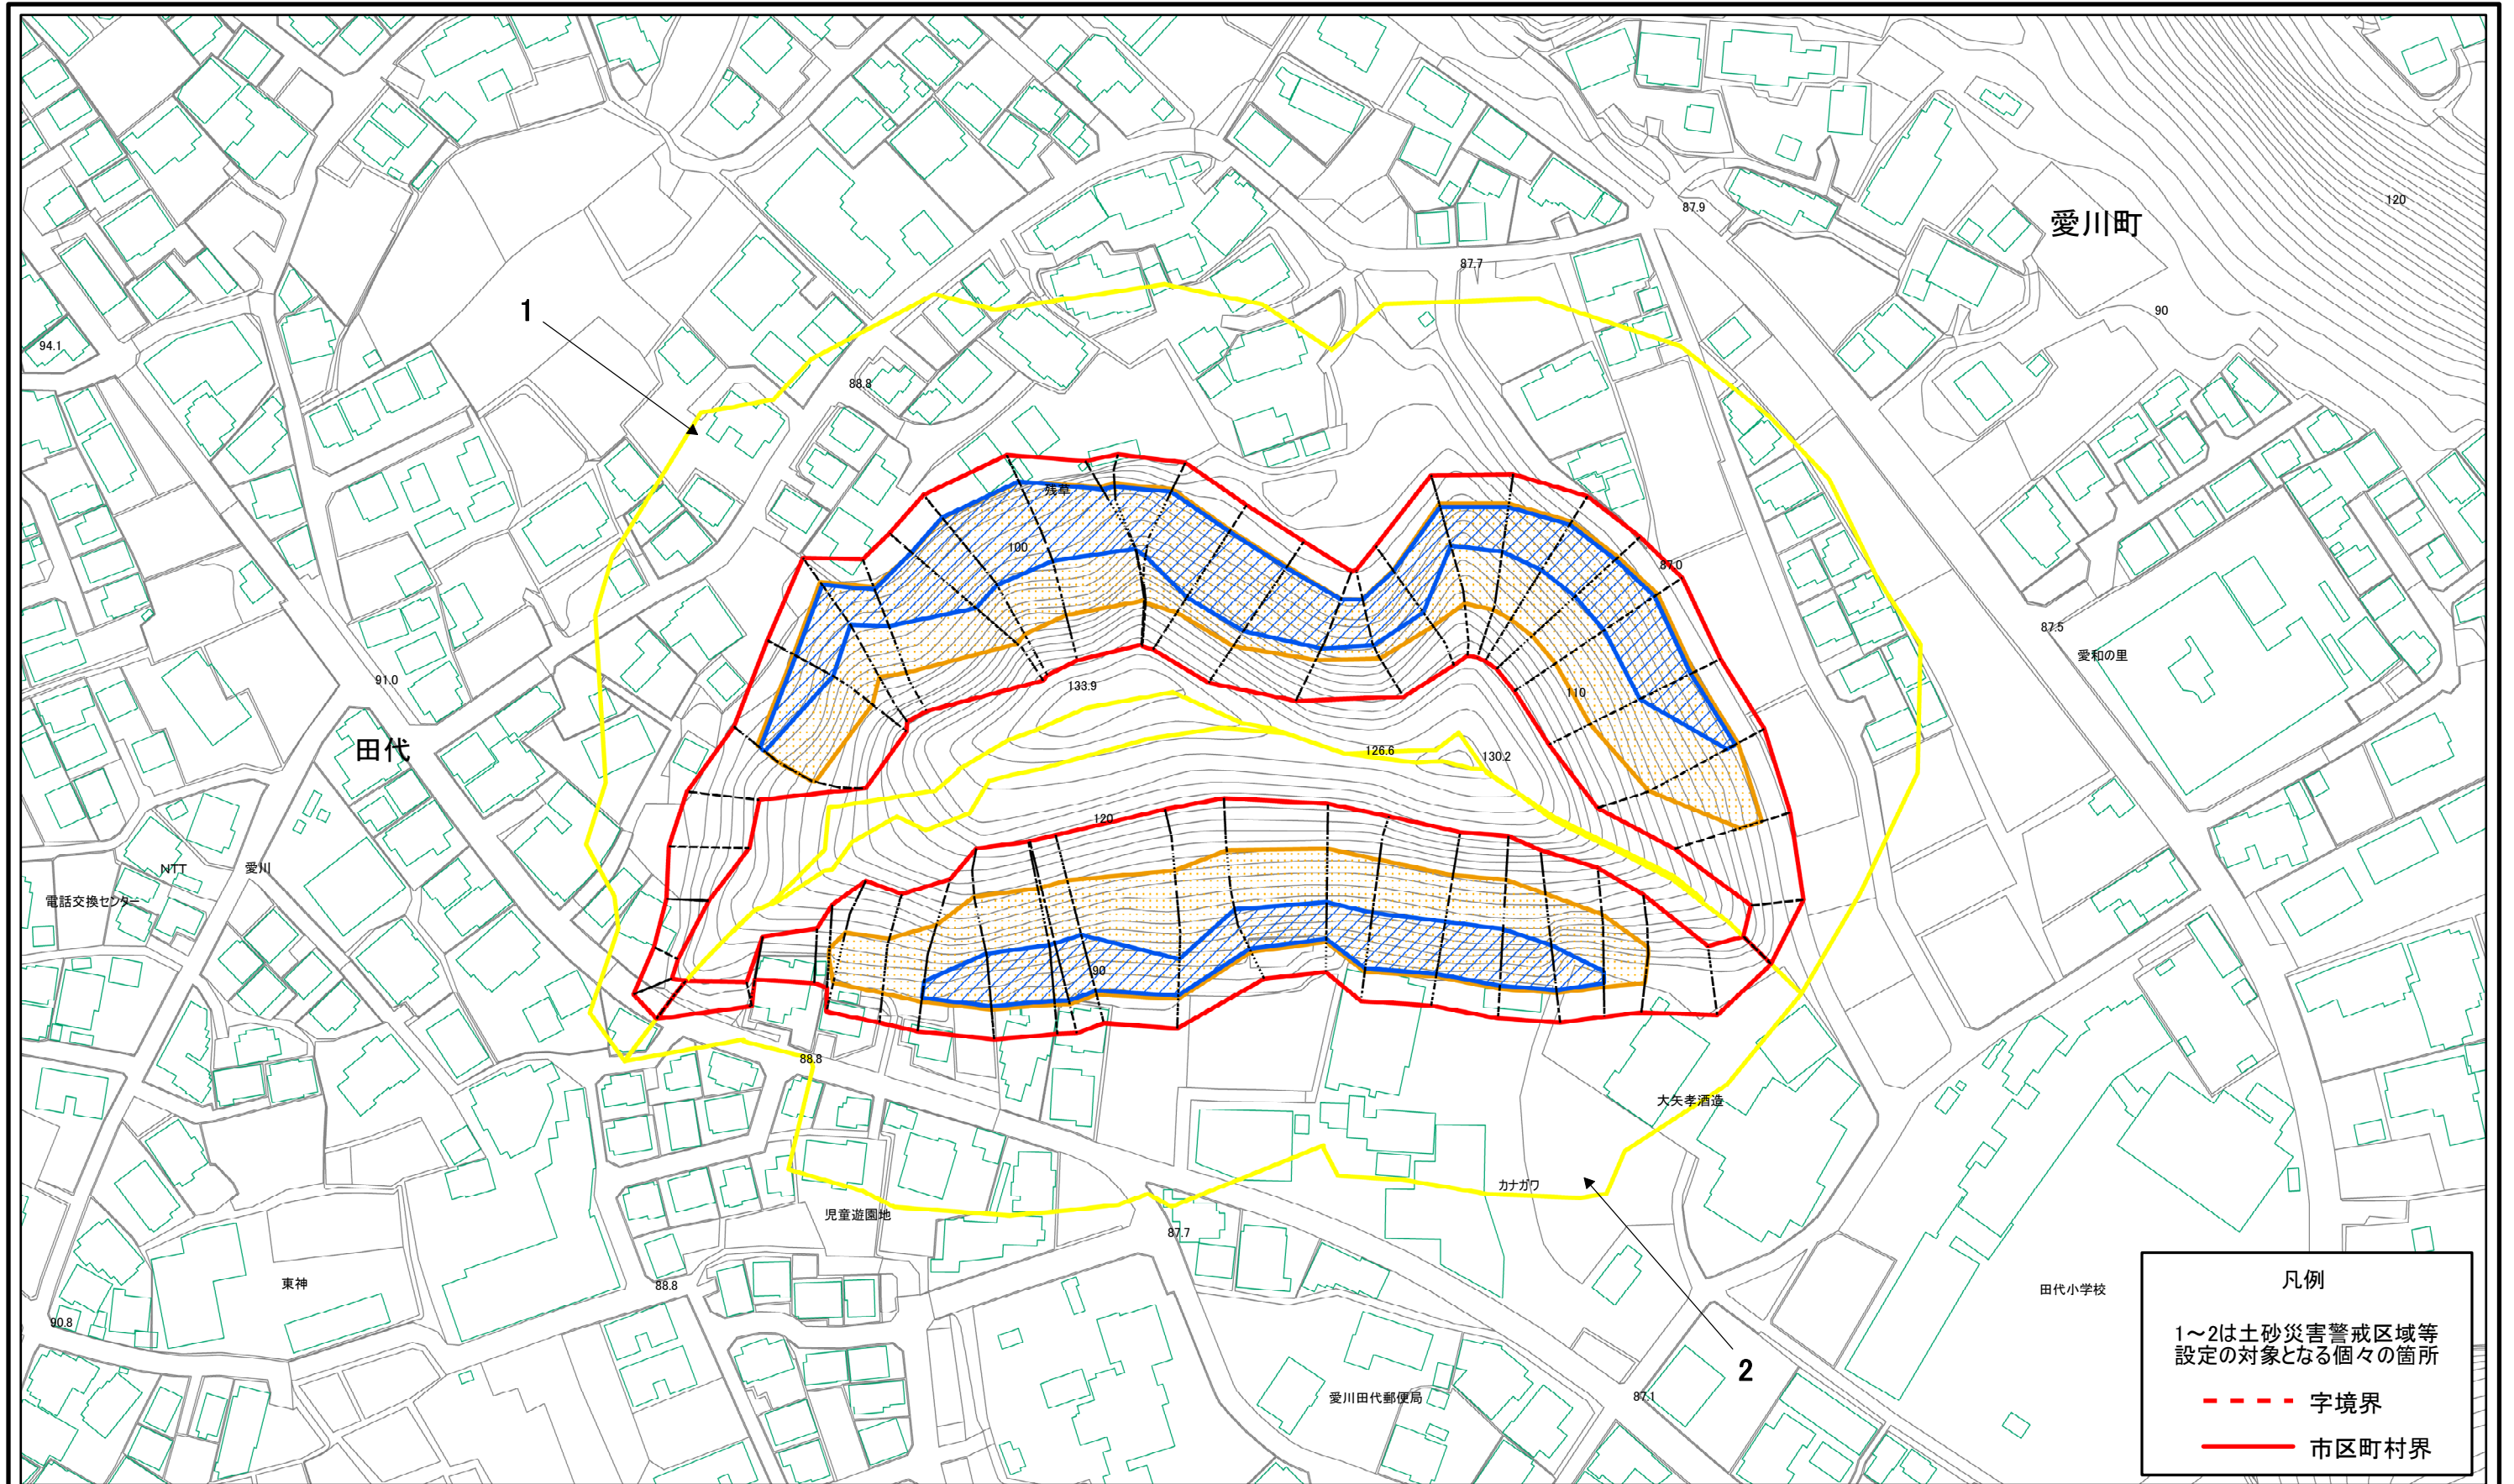 120
87.9
愛川町
87.7
1
90
94.1
88.8
残草
100
87.0
87.5
愛和の里
91.0
133.9
110
田代
126.6
130.2
120
NTT
愛川
電話交換センター
90
88.8
大矢孝酒造
カナガワ
児童遊園地
87.7
東神
88.8
田代小学校
90.8
2
愛川田代郵便局
87.1
凡例
1～2は土砂災害警戒区域等
設定の対象となる個々の箇所
字境界
市区町村界